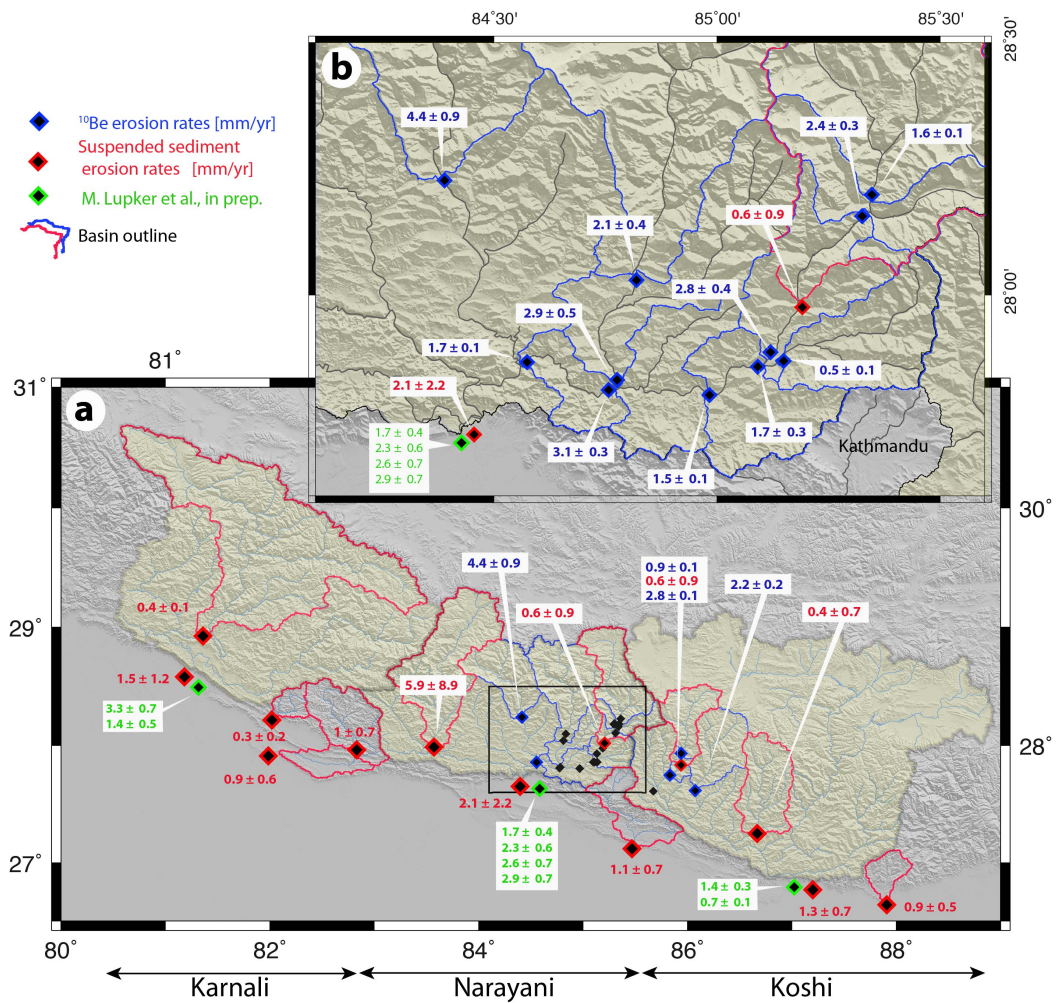 84°30'
85°00'
85°30'
28°30'
b
¹⁰Be erosion rates [mm/yr]
Suspended sediment
erosion rates [mm/yr]
M. Lupker et al., in prep.
Basin outline
4.4 ± 0.9
2.4 ± 0.3
1.6 ± 0.1
2.1 ± 0.4
0.6 ± 0.9
2.8 ± 0.4
28°00'
2.9 ± 0.5
1.7 ± 0.1
0.5 ± 0.1
2.1 ± 2.2
1.7 ± 0.4
2.3 ± 0.6
2.6 ± 0.7
2.9 ± 0.7
3.1 ± 0.3
1.7 ± 0.3
1.5 ± 0.1
Kathmandu
81°
31°
a
30°
4.4 ± 0.9
0.9 ± 0.1
0.6 ± 0.9
2.8 ± 0.1
2.2 ± 0.2
0.6 ± 0.9
0.4 ± 0.7
0.4 ± 0.1
29°
1.5 ± 1.2
5.9 ± 8.9
3.3 ± 0.7
1.4 ± 0.5
0.3 ± 0.2
1 ± 0.7
28°
0.9 ± 0.6
2.1 ± 2.2
1.7 ± 0.4
2.3 ± 0.6
2.6 ± 0.7
2.9 ± 0.7
27°
1.1 ± 0.7
1.4 ± 0.3
0.7 ± 0.1
1.3 ± 0.7
0.9 ± 0.5
80°
82°
84°
86°
88°
Karnali
Narayani
Koshi